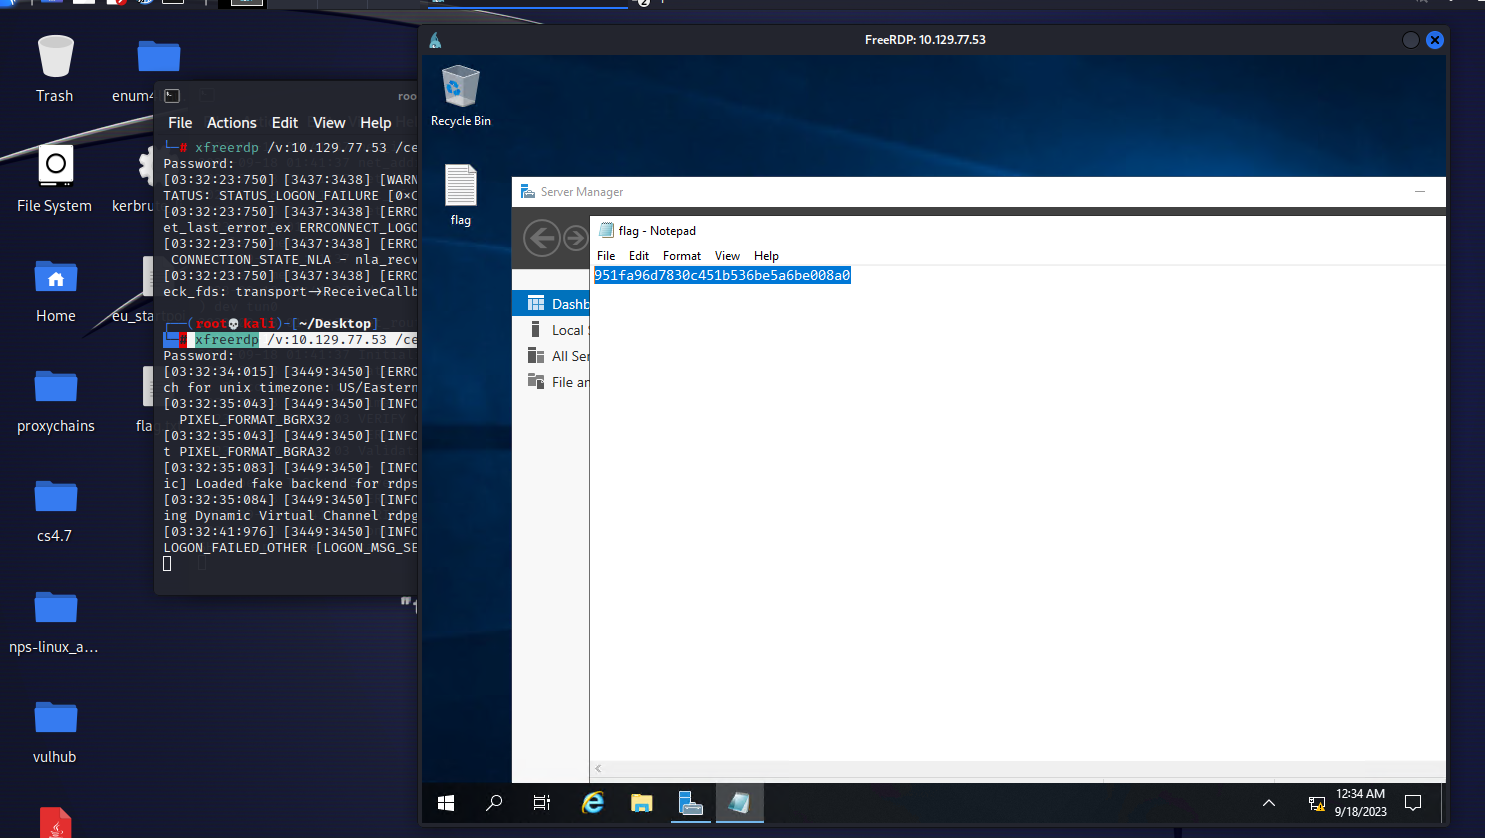 2
Trash
enum4
File System
kerbru
Home
eu_startpo
proxychains
fla
cs4.7
nps-linux_a...
vulhub
roo
File Actions Edit View Help
└─# xfreerdp /v:10.129.77.53 /ce
Password:
[03:32:23:750] [3437:3438] [WARN
TATUS: STATUS_LOGON_FAILURE [0×C
[03:32:23:750] [3437:3438] [ERRO
et_last_error_ex ERRCONNECT_LOGO
[03:32:23:750] [3437:3438] [ERRO
CONNECTION_STATE_NLA - nla_recv
[03:32:23:750] [3437:3438] [ERRO
eck_fds: transport→ReceiveCallb
┌──(root💀kali)-[~/Desktop]
└─# xfreerdp /v:10.129.77.53 /ce
Password:
[03:32:34:015] [3449:3450] [ERRO
ch for unix timezone: US/Eastern
[03:32:35:043] [3449:3450] [INFO
PIXEL_FORMAT_BGRX32
[03:32:35:043] [3449:3450] [INFO
t PIXEL_FORMAT_BGRA32
[03:32:35:083] [3449:3450] [INFO
ic] Loaded fake backend for rdps
[03:32:35:084] [3449:3450] [INFO
ing Dynamic Virtual Channel rdpg
[03:32:41:976] [3449:3450] [INFO
LOGON_FAILED_OTHER [LOGON_MSG_SE
FreeRDP: 10.129.77.53
Recycle Bin
flag
Server Manager
Dashb
Local S
All Ser
File an
flag - Notepad
File Edit Format View Help
951fa96d7830c451b536be5a6be008a0
12:34 AM
9/18/2023